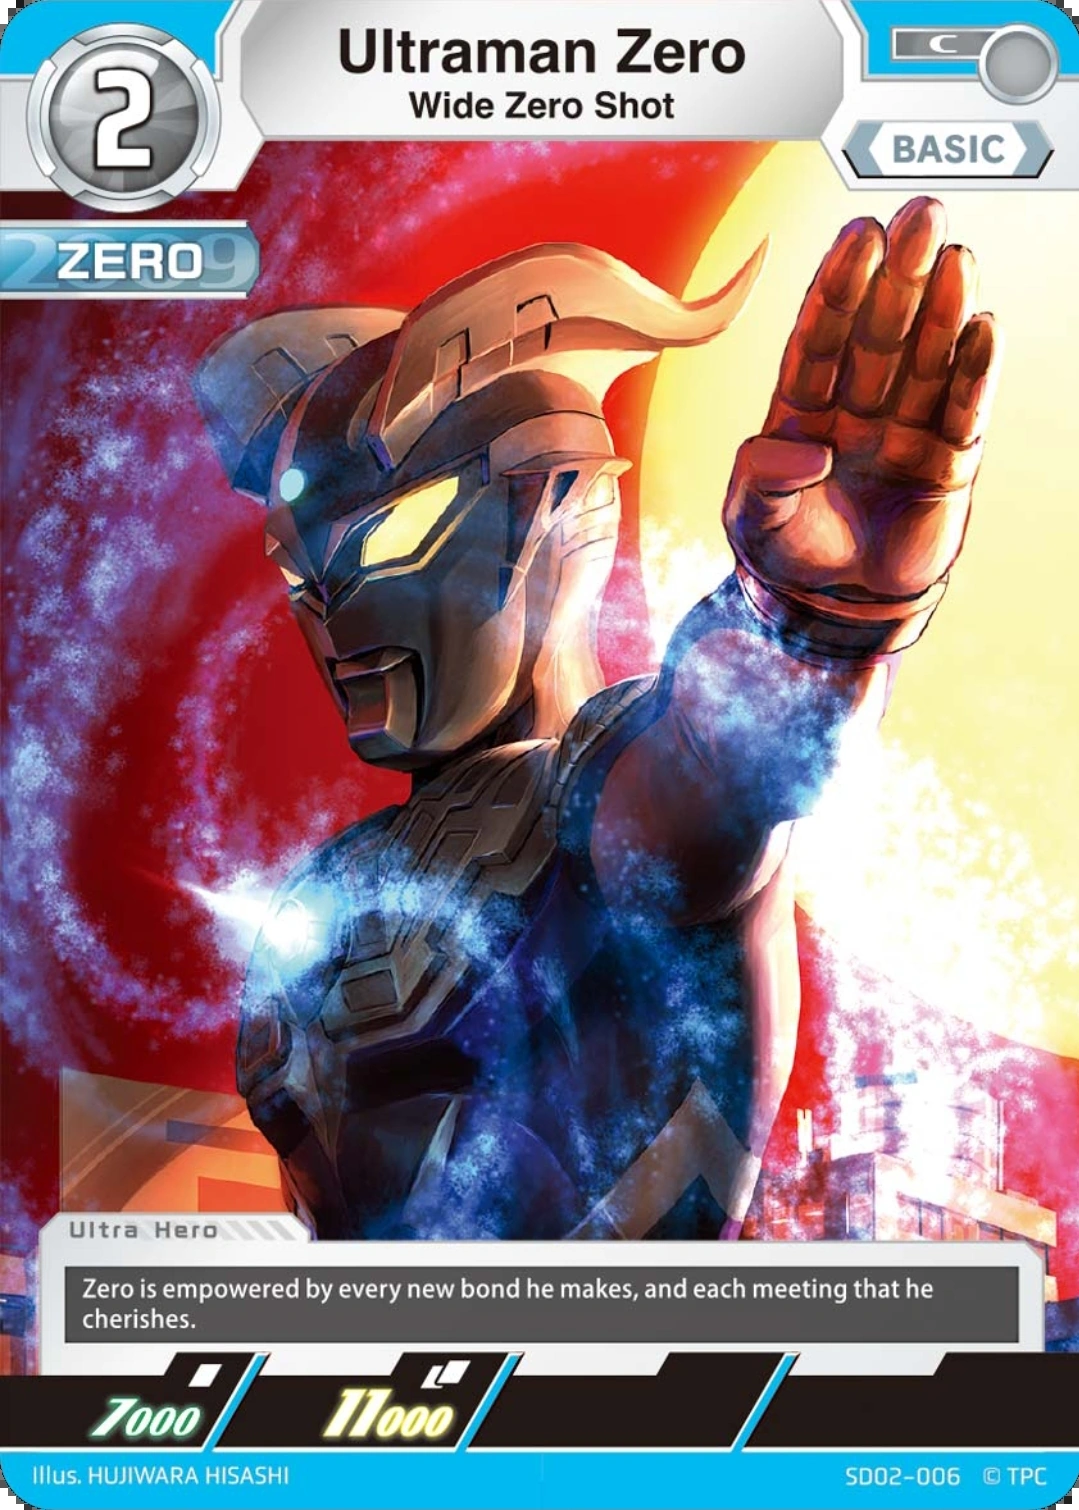 2
Ultraman Zero
Wide Zero Shot
C
BASIC
2009
ZERO
Ultra Hero
Zero is empowered by every new bond he makes, and each meeting that he
cherishes.
7000
11000
Illus. HUJIWARA HISASHI
SD02-006 © TPC